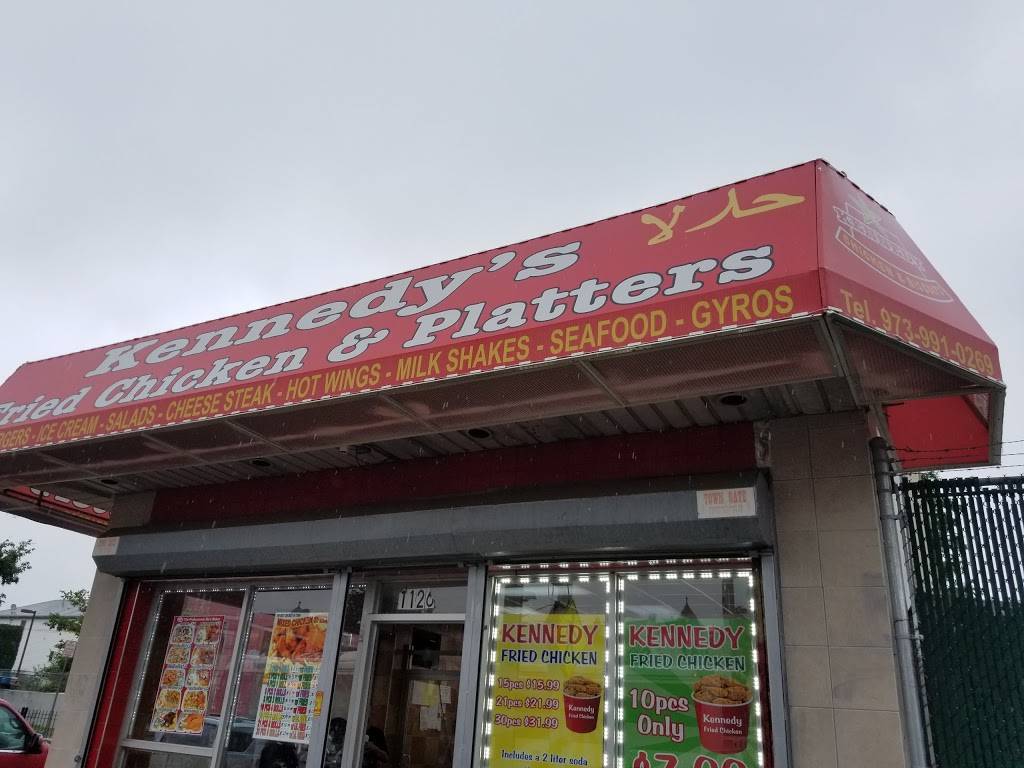 حلال
Kennedy's
Fried Chicken & Platters
ICE CREAM - SALADS - CHEESE STEAK - HOT WINGS - MILK SHAKES - SEAFOOD - GYROS
Tel. 973-991-0269
TOWN GATE
1126
KENNEDY
FRIED CHICKEN
15pcs $15.99
21pcs $21.99
30pcs $31.99
Kennedy
Fried Chicken
Includes a 2 liter soda
KENNEDY
FRIED CHICKEN
10pcs
Only
Kennedy
Fried Chicken